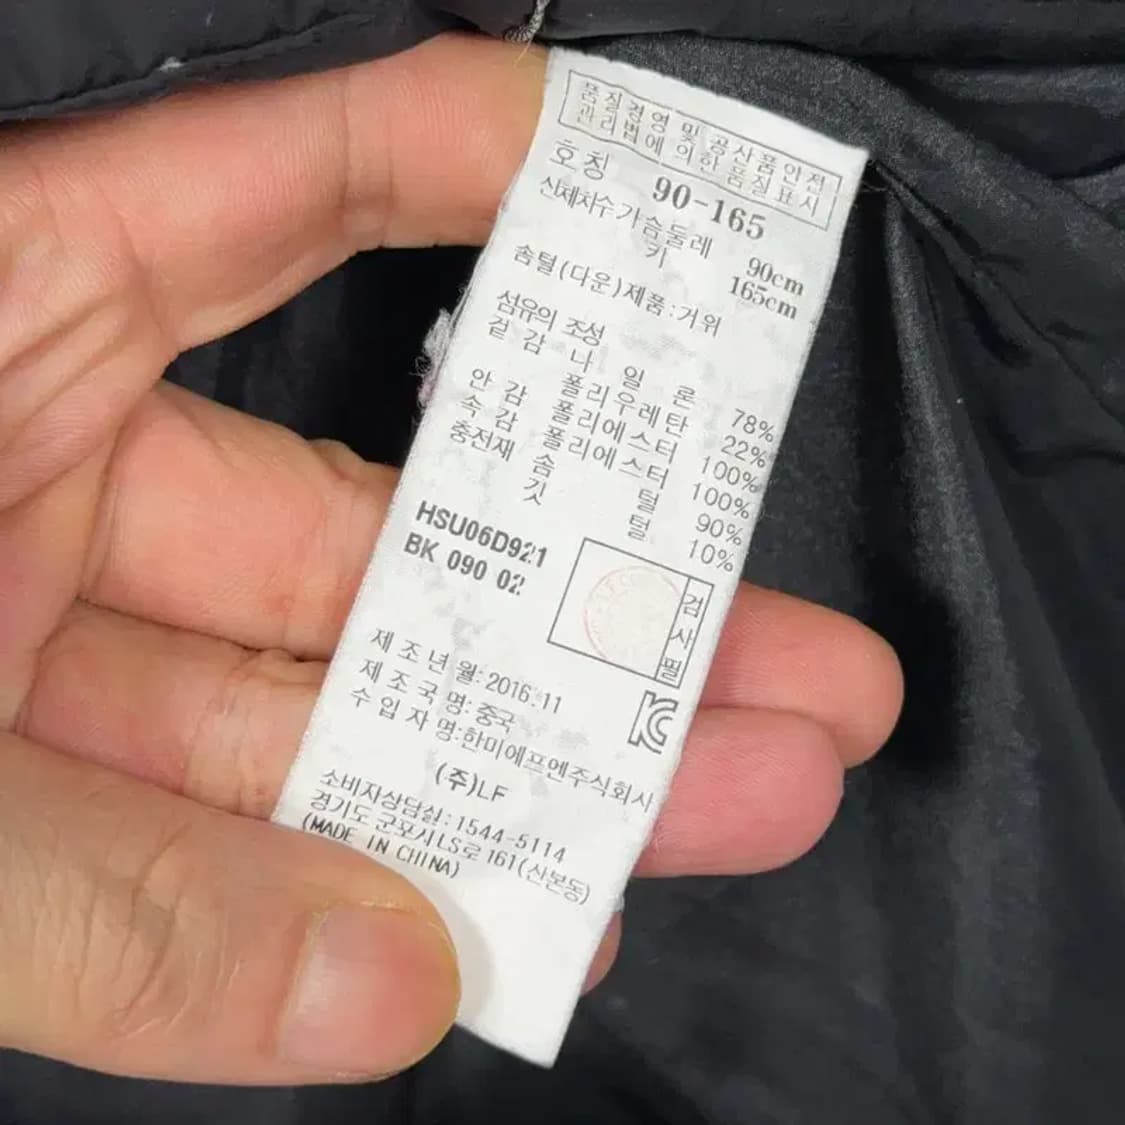 품질경영 및 공산품안전
관리법에 의한 품질표시
호칭 90-165
신체치수 가슴둘레 90cm
키 165cm
솜털(다운)제품:거위
섬유의 조성
겉감 나일론 78%
폴리우레탄 22%
안감 폴리에스터 100%
속감 폴리에스터 100%
충전재 솜털 90%
깃털 10%
HSU06D921
BK 090 02
검사필
제조년월:2016.11
제조국명:중국
수입자명:한미에프엔주식회사
(주)LF
소비자상담실:1544-5114
경기도 군포시 LS로 161(산본동)
(MADE IN CHINA)